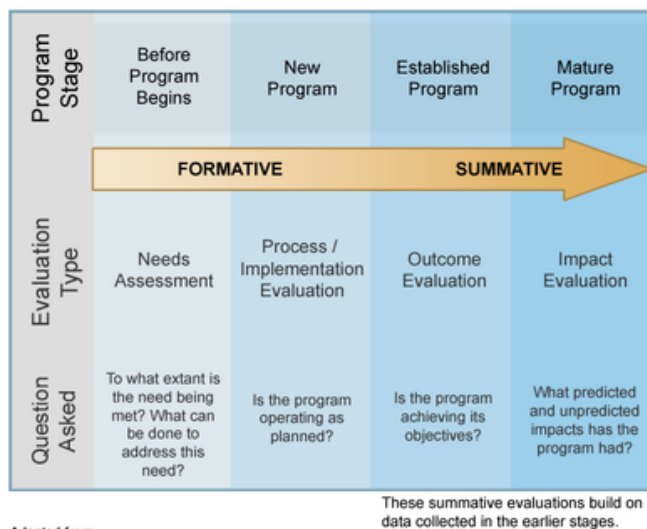 Program
Stage
Before
Program
Begins
New
Program
Established
Program
Mature
Program
FORMATIVE
SUMMATIVE
Evaluation
Type
Needs
Assessment
Process /
Implementation
Evaluation
Outcome
Evaluation
Impact
Evaluation
Question
Asked
To what extant is
the need being
met? What can
be done to
address this
need?
Is the program
operating as
planned?
Is the program
achieving its
objectives?
What predicted
and unpredicted
impacts has the
program had?
These summative evaluations build on
data collected in the earlier stages.